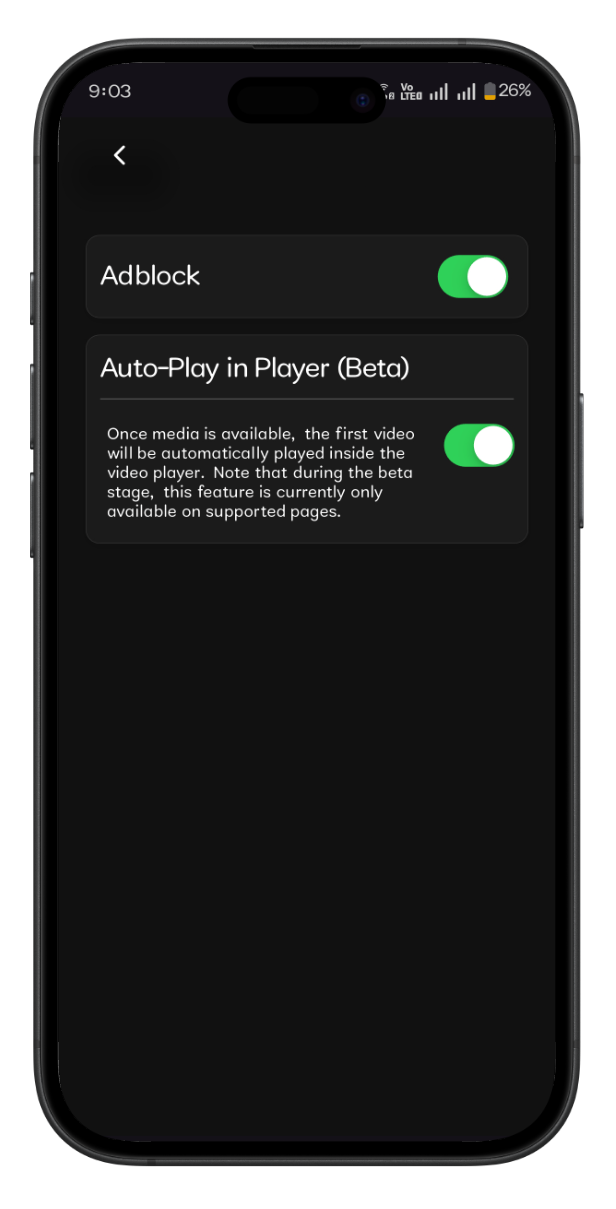 9:03 Vo LTE 26%
Adblock
Auto-Play in Player (Beta)
Once media is available, the first video
will be automatically played inside the
video player. Note that during the beta
stage, this feature is currently only
available on supported pages.